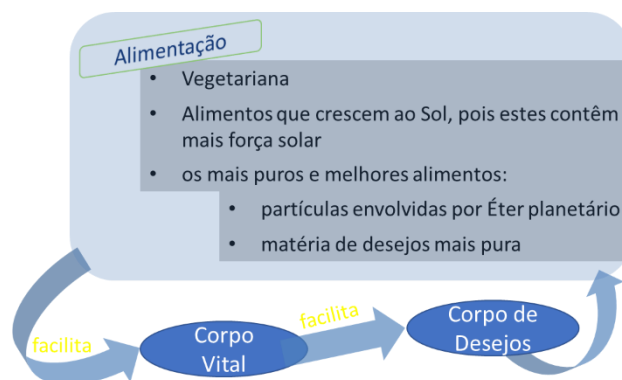 Alimentação
• Vegetariana
• Alimentos que crescem ao Sol, pois estes contêm
mais força solar
• os mais puros e melhores alimentos:
• partículas envolvidas por Éter planetário
• matéria de desejos mais pura
facilita
Corpo
Vital
facilita
Corpo de
Desejos